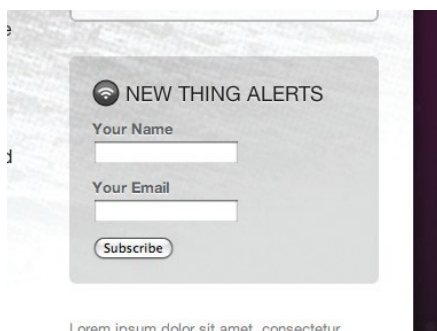 e
NEW THING ALERTS
Your Name
d
Your Email
Subscribe
Lorem ipsum dolor sit amet, consectetur